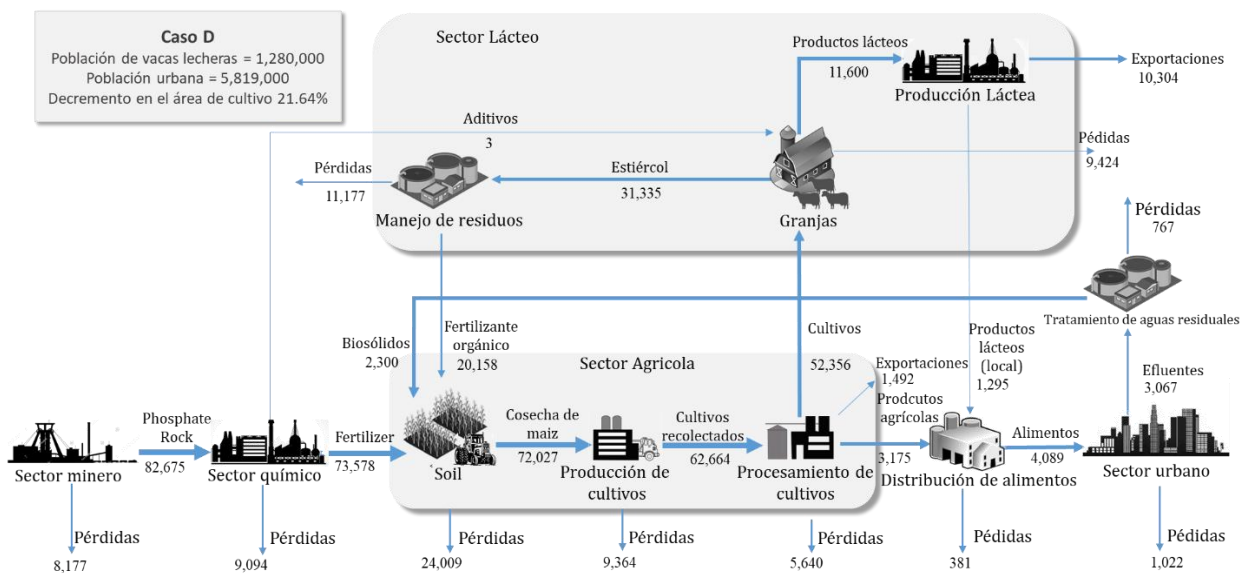 Caso D
Población de vacas lecheras = 1,280,000
Población urbana = 5,819,000
Decremento en el área de cultivo 21.64%
Sector Lácteo
Productos lácteos
11,600
Producción Láctea
Exportaciones
10,304
Aditivos
3
Pédidas
9,424
Pérdidas
11,177
Estiércol
31,335
Manejo de residuos
Granjas
Pérdidas
767
Tratamiento de aguas residuales
Biosólidos
2,300
Fertilizante
orgánico
20,158
Cultivos
52,356
Productos
lácteos
(local)
1,295
Efluentes
3,067
Sector Agricola
Exportaciones
1,492
Prodcutos
agrícolas
3,175
Phosphate
Rock
82,675
Fertilizer
73,578
Cosecha de
maiz
72,027
Cultivos
recolectados
62,664
Alimentos
4,089
Sector minero
Sector químico
Soil
Producción de
cultivos
Procesamiento de
cultivos
Distribución de alimentos
Sector urbano
Pérdidas
8,177
Pérdidas
9,094
Pérdidas
24,009
Pérdidas
9,364
Pérdidas
5,640
Pédidas
381
Pédidas
1,022